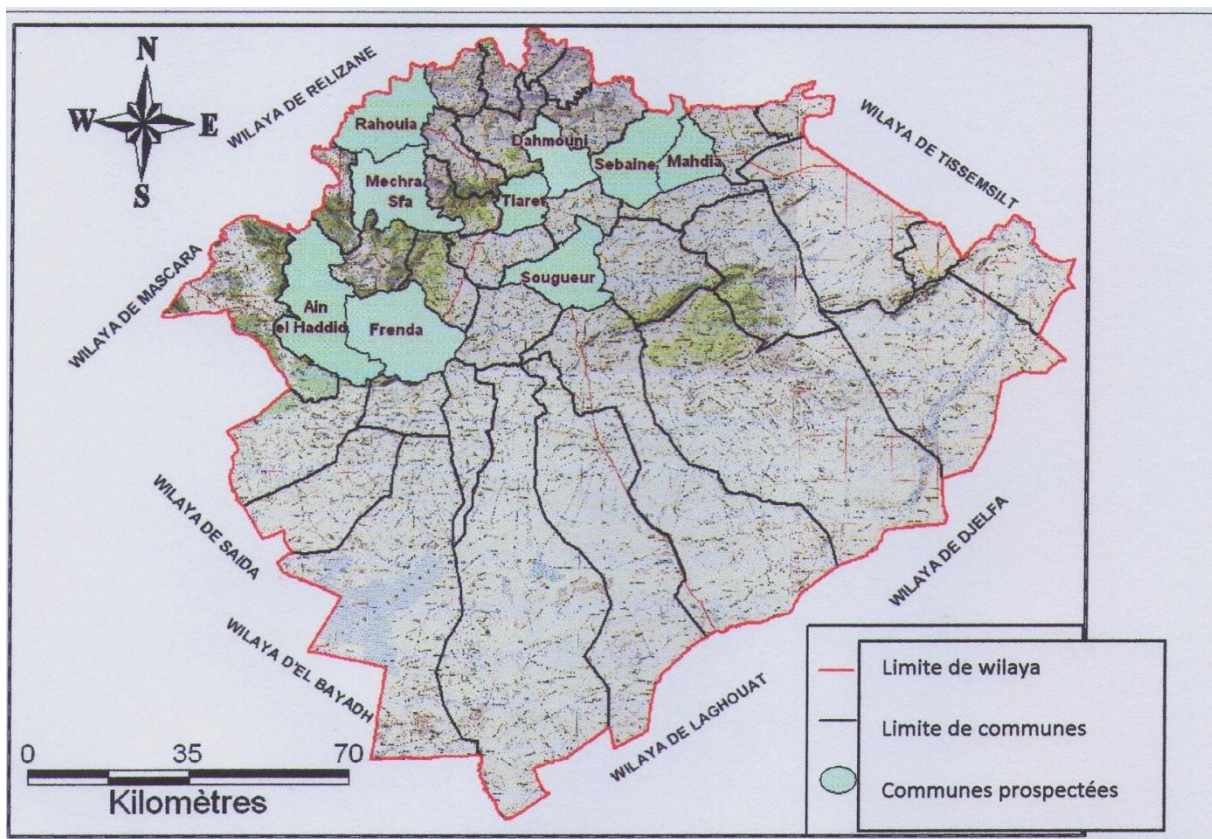 N
W E
S
WILAYA DE RELIZANE
WILAYA DE TISSEMSILT
WILAYA DE MASCARA
Rahouia
Dahmouni
Sebaine
Mahdia
Mechra
Sfa
Tiaret
Sougueur
Ain
el Haddid
Frenda
WILAYA DE SAIDA
WILAYA DE DJELFA
WILAYA D'EL BAYADH
WILAYA DE LAGHOUAT
0 35 70
Kilomètres
Limite de wilaya
Limite de communes
Communes prospectées